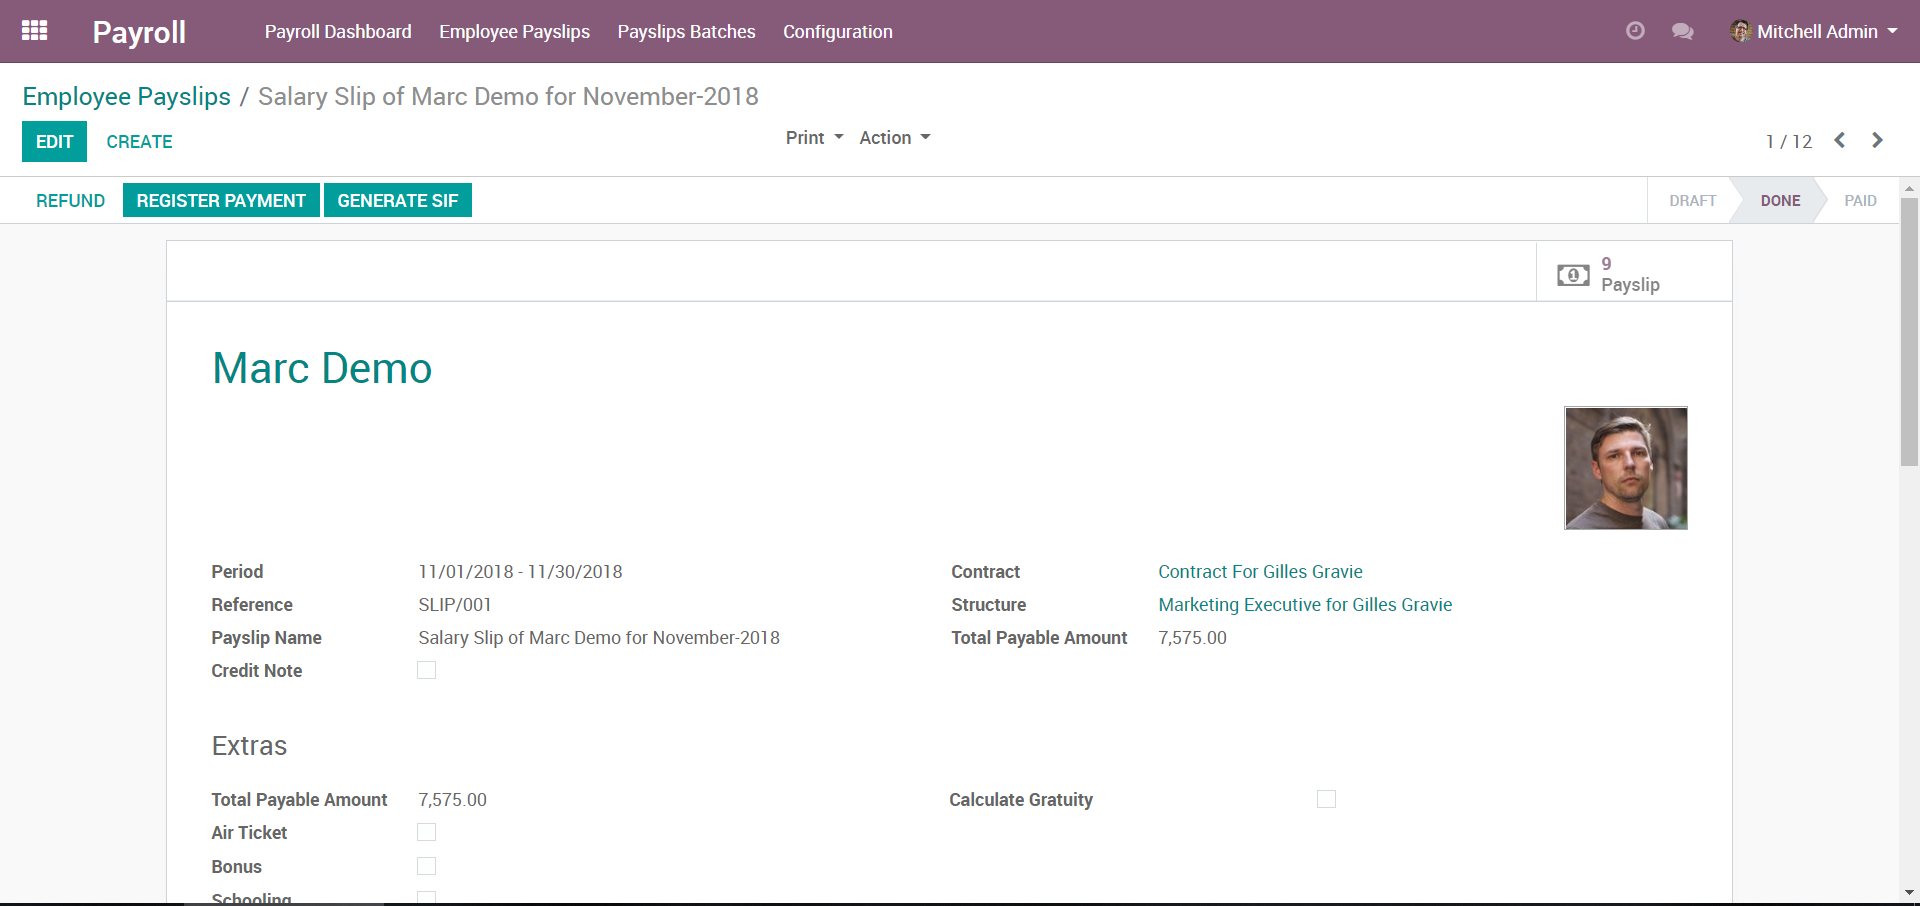 Payroll Payroll Dashboard Employee Payslips Payslips Batches Configuration Mitchell Admin
Employee Payslips / Salary Slip of Marc Demo for November-2018
EDIT CREATE Print Action 1 / 12
REFUND REGISTER PAYMENT GENERATE SIF DRAFT DONE PAID
9
Payslip
Marc Demo
Period 11/01/2018 - 11/30/2018 Contract Contract For Gilles Gravie
Reference SLIP/001 Structure Marketing Executive for Gilles Gravie
Payslip Name Salary Slip of Marc Demo for November-2018 Total Payable Amount 7,575.00
Credit Note
Extras
Total Payable Amount 7,575.00 Calculate Gratuity
Air Ticket
Bonus
Schooling